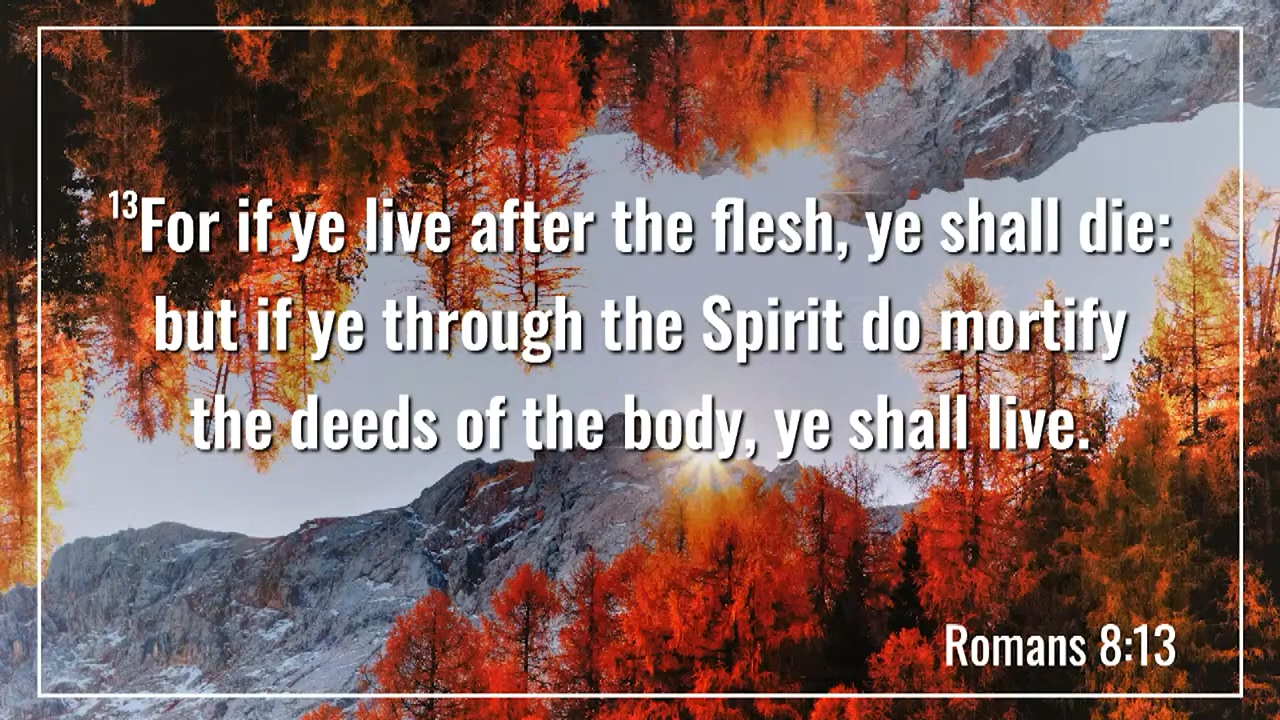 ¹³For if ye live after the flesh, ye shall die:
but if ye through the Spirit do mortify
the deeds of the body, ye shall live.
Romans 8:13